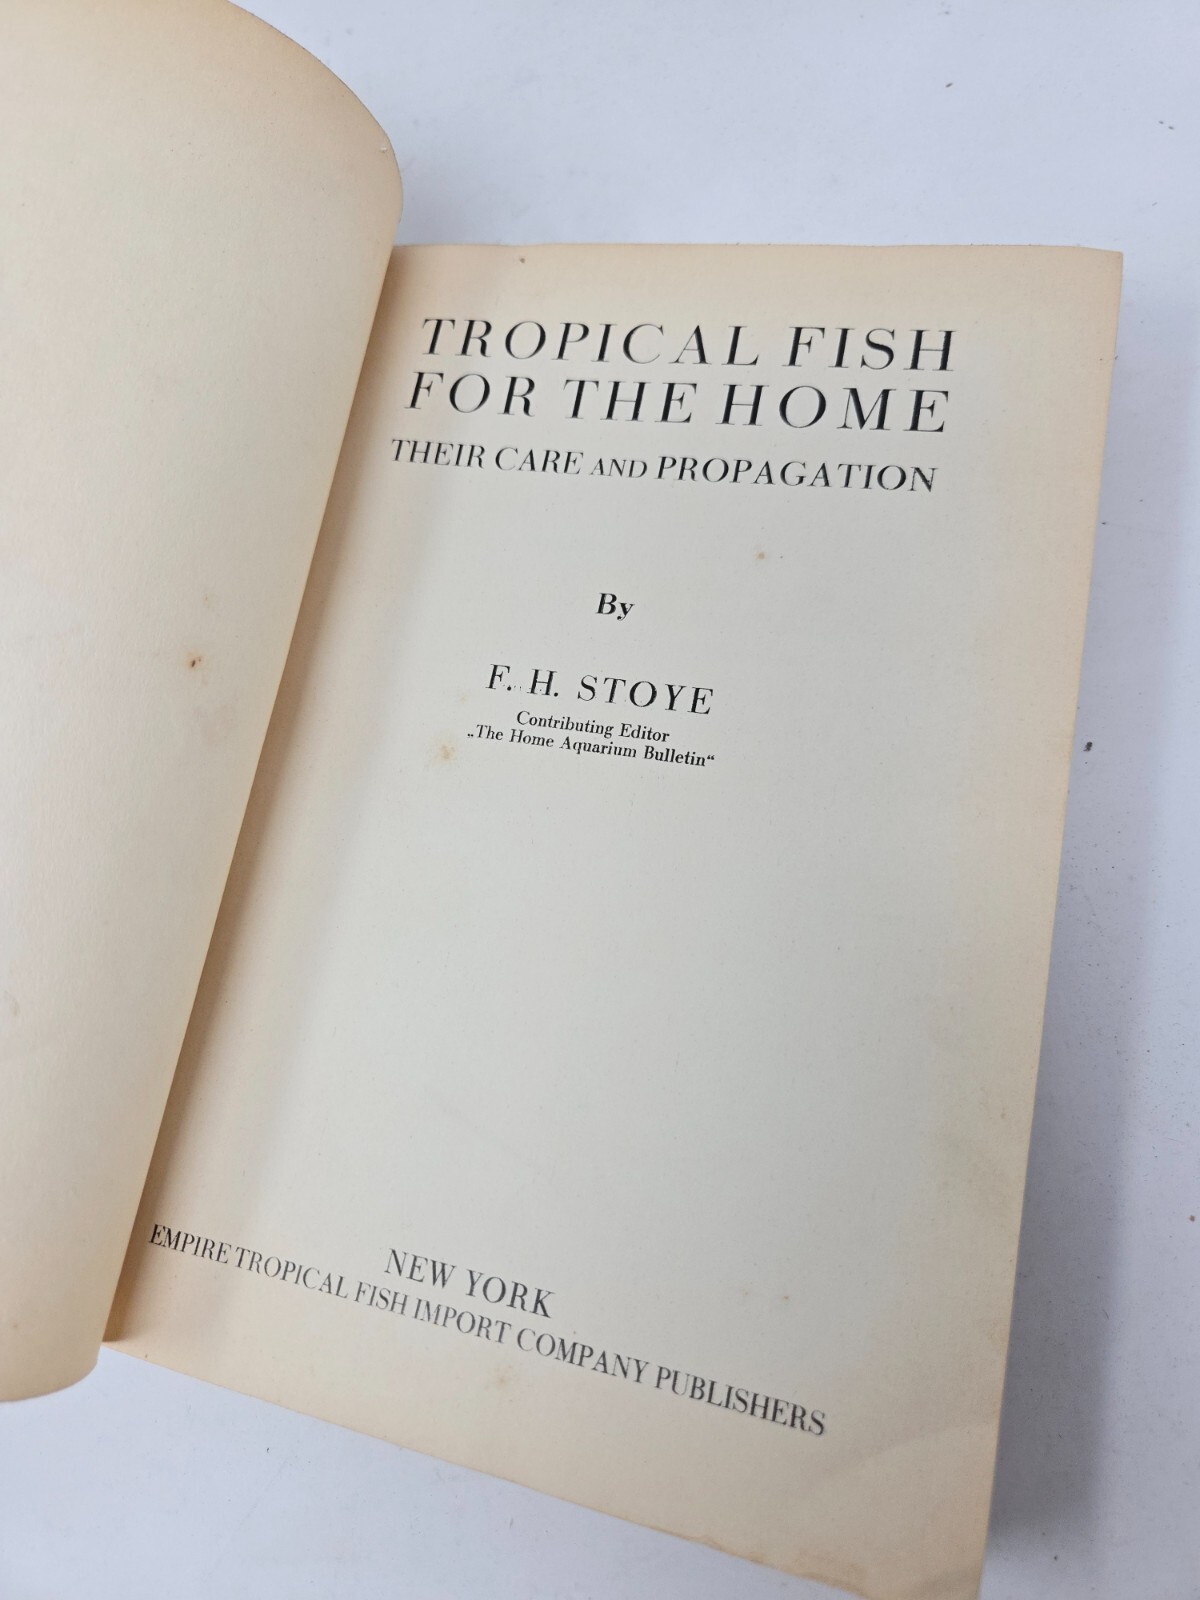 TROPICAL FISH
FOR THE HOME
THEIR CARE AND PROPAGATION
By
F. H. STOYE
Contributing Editor
„The Home Aquarium Bulletin“
NEW YORK
EMPIRE TROPICAL FISH IMPORT COMPANY PUBLISHERS